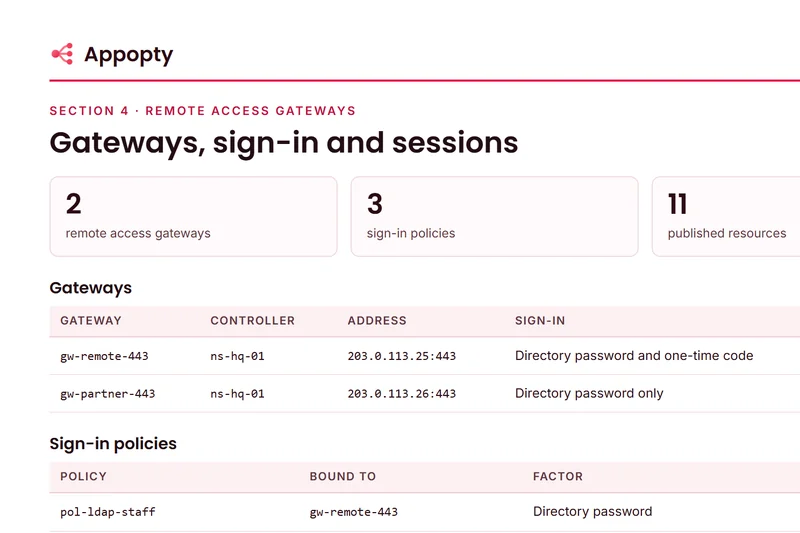 Appopty
SECTION 4 · REMOTE ACCESS GATEWAYS
Gateways, sign-in and sessions
2
remote access gateways
3
sign-in policies
11
published resources
Gateways
GATEWAY CONTROLLER ADDRESS SIGN-IN
gw-remote-443 ns-hq-01 203.0.113.25:443 Directory password and one-time code
gw-partner-443 ns-hq-01 203.0.113.26:443 Directory password only
Sign-in policies
POLICY BOUND TO FACTOR
pol-ldap-staff gw-remote-443 Directory password